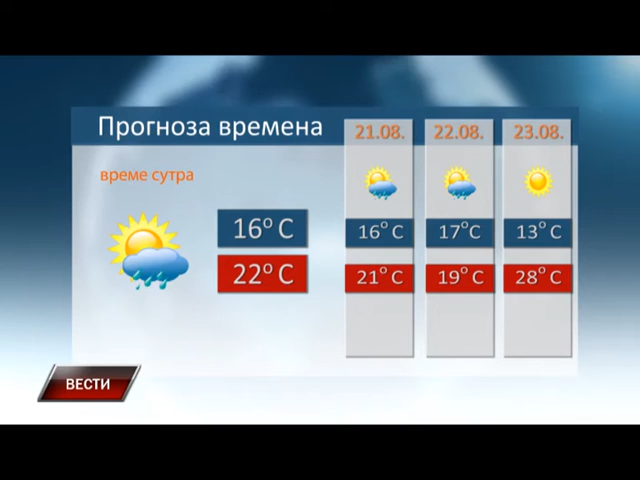 Прогноза времена
време сутра
16° C
22° C
21.08.
16° C
21° C
22.08.
17° C
19° C
23.08.
13° C
28° C
ВЕСТИ